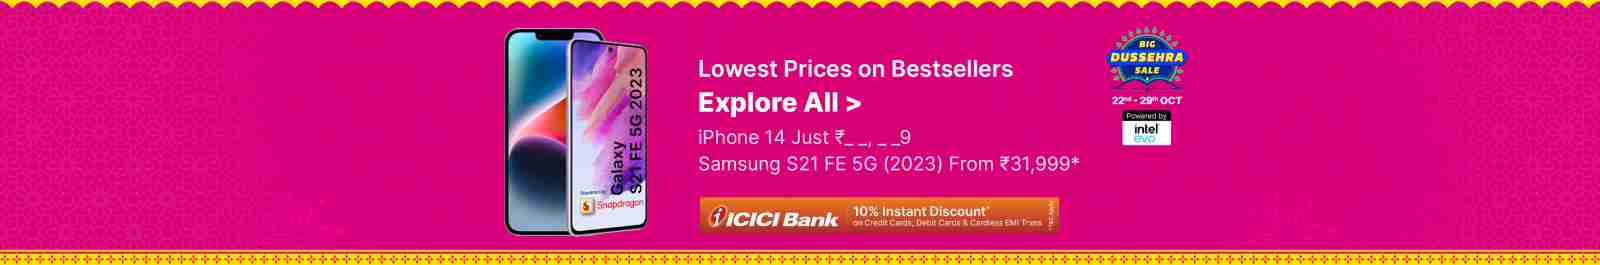 Lowest Prices on Bestsellers
Explore All >
iPhone 14 Just ₹_ _, _ _9
Samsung S21 FE 5G (2023) From ₹31,999*
ICICI Bank
10% Instant Discount*
on Credit Cards, Debit Cards & Cardless EMI Trxns
Galaxy
S21 FE 5G 2023
Snapdragon
BIG
DUSSEHRA
SALE
22nd - 29th OCT
Powered by
intel
evo